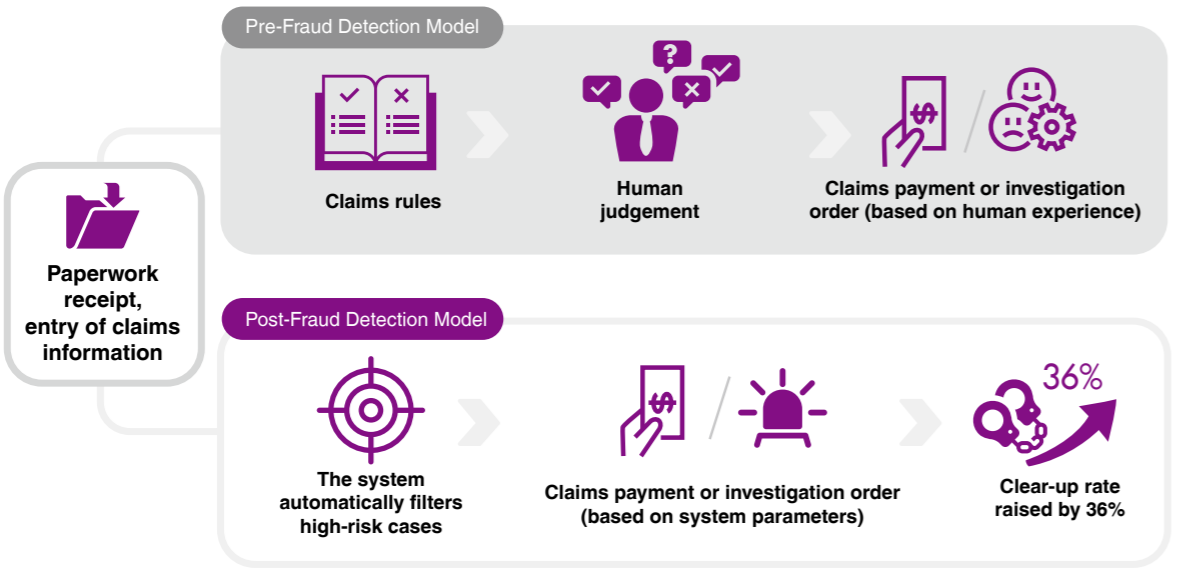 Pre-Fraud Detection Model
Claims rules
Human
judgement
Claims payment or investigation
order (based on human experience)
Paperwork
receipt,
entry of claims
information
Post-Fraud Detection Model
The system
automatically filters
high-risk cases
Claims payment or investigation order
(based on system parameters)
36%
Clear-up rate
raised by 36%